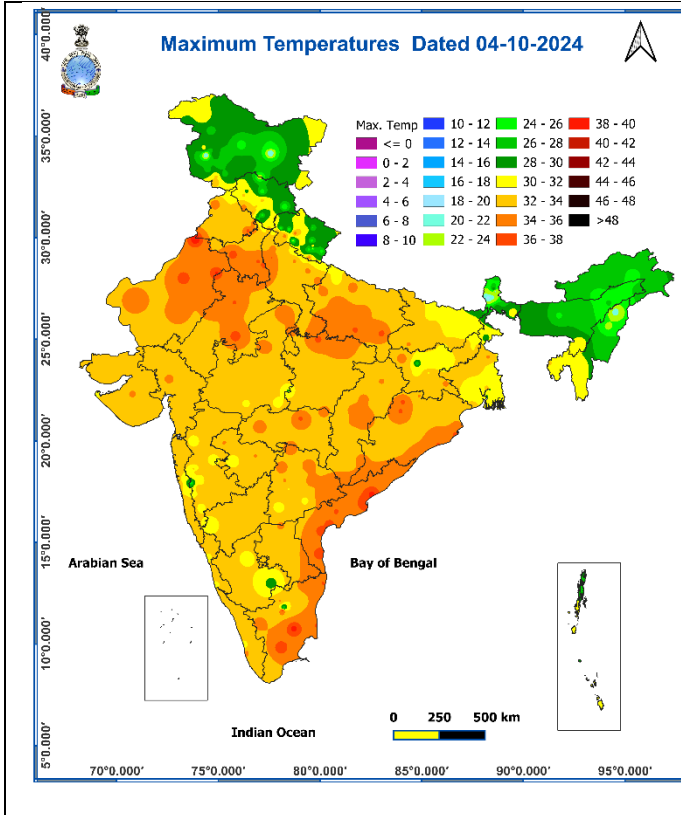 Maximum Temperatures Dated 04-10-2024
Max. Temp
<= 0
0 - 2
2 - 4
4 - 6
6 - 8
8 - 10
10 - 12
12 - 14
14 - 16
16 - 18
18 - 20
20 - 22
22 - 24
24 - 26
26 - 28
28 - 30
30 - 32
32 - 34
34 - 36
36 - 38
38 - 40
40 - 42
42 - 44
44 - 46
46 - 48
>48
40°0.000'
35°0.000'
30°0.000'
25°0.000'
20°0.000'
15°0.000'
10°0.000'
5°0.000'
Arabian Sea
Bay of Bengal
Indian Ocean
0 250 500 km
70°0.000' 75°0.000' 80°0.000' 85°0.000' 90°0.000' 95°0.000'